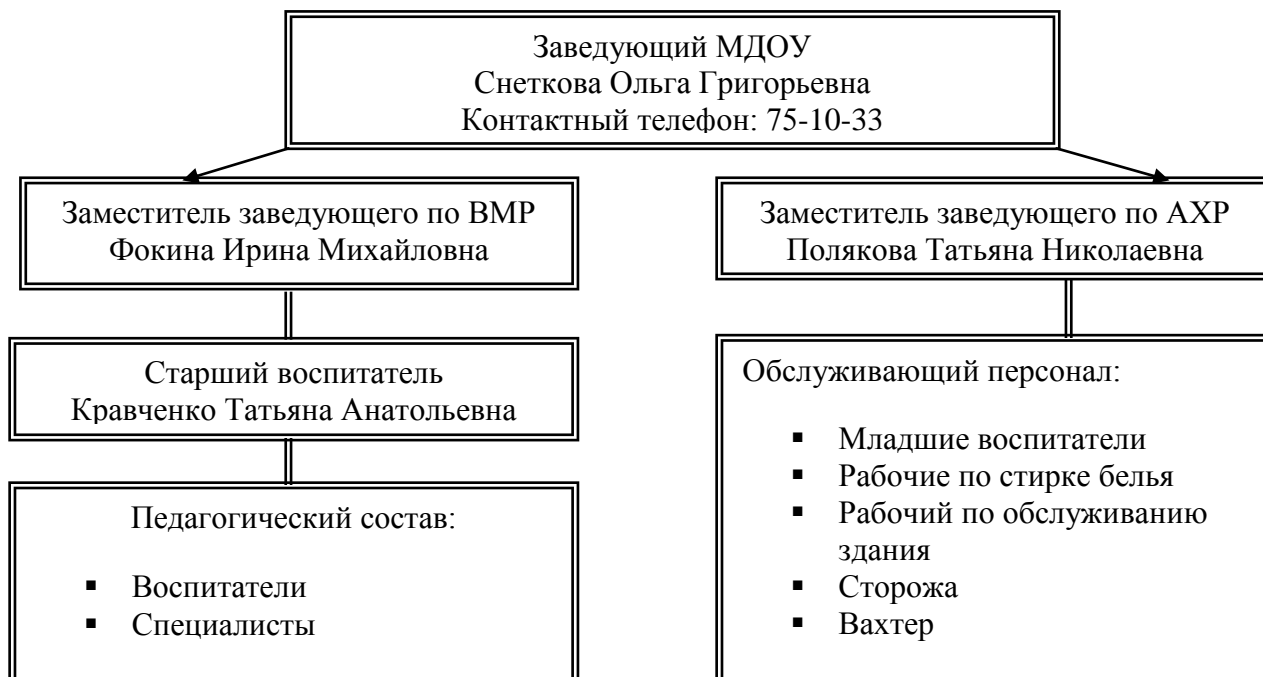 Заведующий МДОУ
Снеткова Ольга Григорьевна
Контактный телефон: 75-10-33
Заместитель заведующего по ВМР
Фокина Ирина Михайловна
Заместитель заведующего по АХР
Полякова Татьяна Николаевна
Старший воспитатель
Кравченко Татьяна Анатольевна
Педагогический состав:
▪ Воспитатели
▪ Специалисты
Обслуживающий персонал:
▪ Младшие воспитатели
▪ Рабочие по стирке белья
▪ Рабочий по обслуживанию
здания
▪ Сторожа
▪ Вахтер